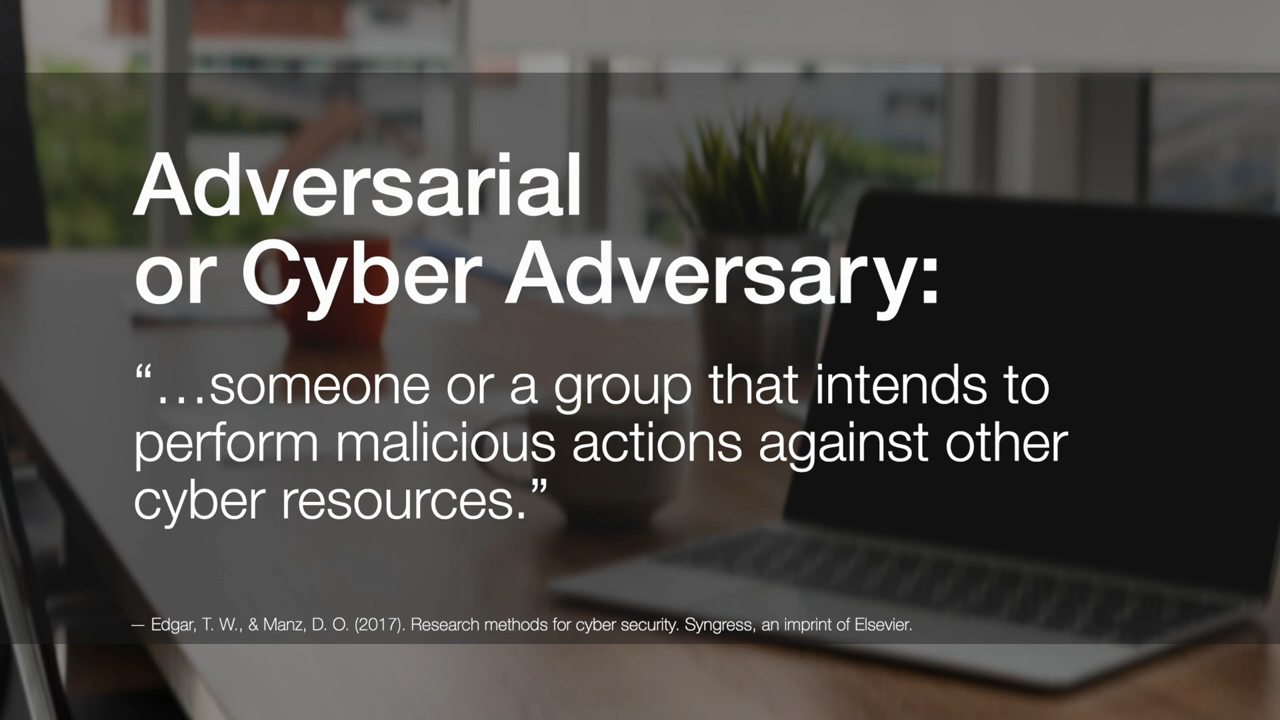 Adversarial
or Cyber Adversary:
“…someone or a group that intends to
perform malicious actions against other
cyber resources.”
— Edgar, T. W., & Manz, D. O. (2017). Research methods for cyber security. Syngress, an imprint of Elsevier.